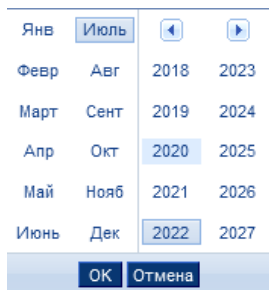 Янв Июль
Февр Авг 2018 2023
Март Сент 2019 2024
Апр Окт 2020 2025
Май Нояб 2021 2026
Июнь Дек 2022 2027
OK Отмена